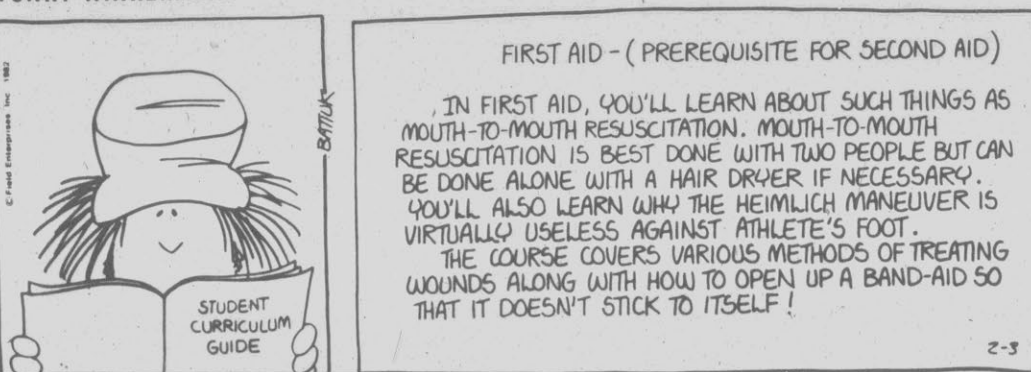 © Field Enterprises Inc 1982
STUDENT
CURRICULUM
GUIDE
BATIUK
FIRST AID - (PREREQUISITE FOR SECOND AID)
IN FIRST AID, YOU'LL LEARN ABOUT SUCH THINGS AS
MOUTH-TO-MOUTH RESUSCITATION. MOUTH-TO-MOUTH
RESUSCITATION IS BEST DONE WITH TWO PEOPLE BUT CAN
BE DONE ALONE WITH A HAIR DRYER IF NECESSARY.
YOU'LL ALSO LEARN WHY THE HEIMLICH MANEUVER IS
VIRTUALLY USELESS AGAINST ATHLETE'S FOOT.
THE COURSE COVERS VARIOUS METHODS OF TREATING
WOUNDS ALONG WITH HOW TO OPEN UP A BAND-AID SO
THAT IT DOESN'T STICK TO ITSELF!
2-3